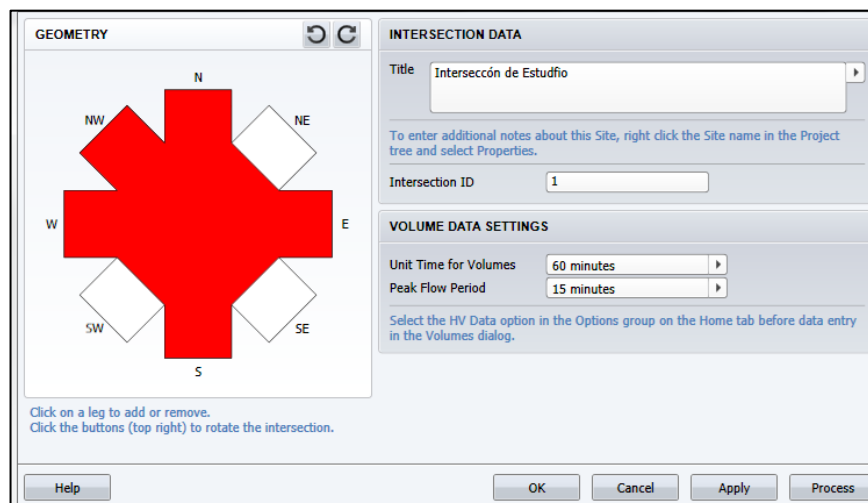 GEOMETRY
N
NW
NE
W
E
SW
SE
S
Click on a leg to add or remove.
Click the buttons (top right) to rotate the intersection.
INTERSECTION DATA
Title
Interseccón de Estudfio
To enter additional notes about this Site, right click the Site name in the Project
tree and select Properties.
Intersection ID
1
VOLUME DATA SETTINGS
Unit Time for Volumes
60 minutes
Peak Flow Period
15 minutes
Select the HV Data option in the Options group on the Home tab before data entry
in the Volumes dialog.
Help
OK
Cancel
Apply
Process